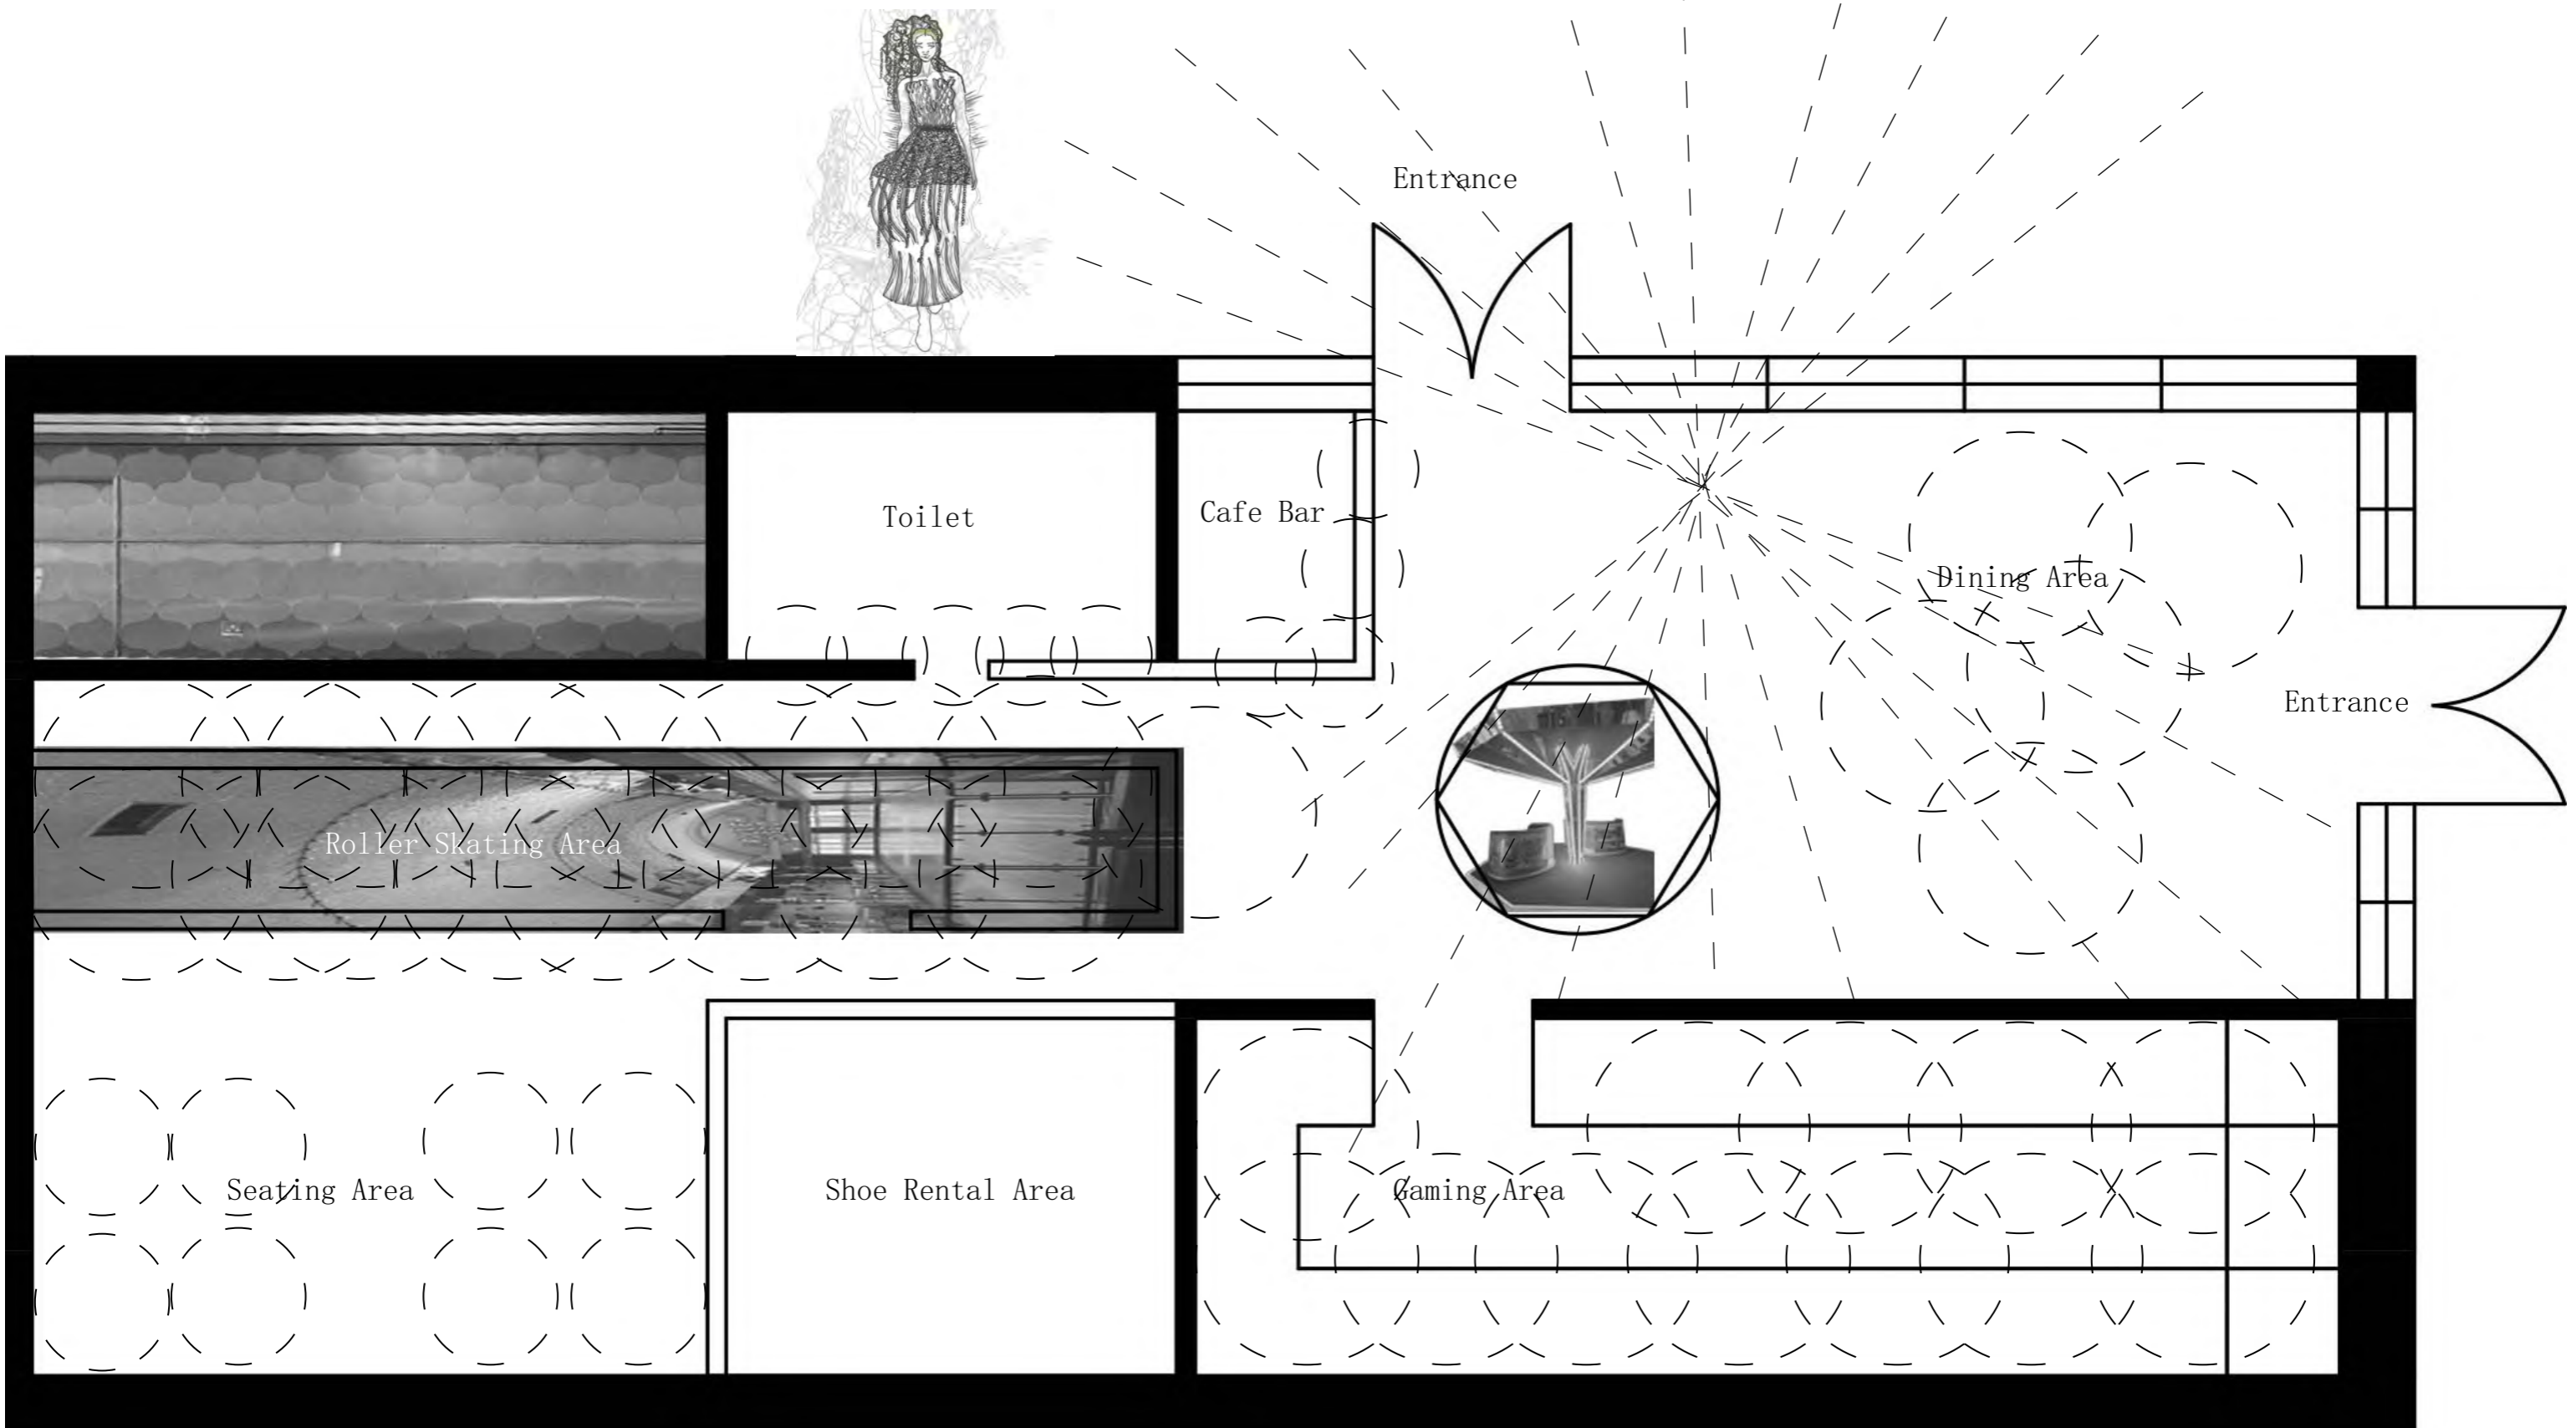 Entrance
Toilet
Cafe Bar
Dining Area
Entrance
Roller Skating Area
Seating Area
Shoe Rental Area
Gaming Area